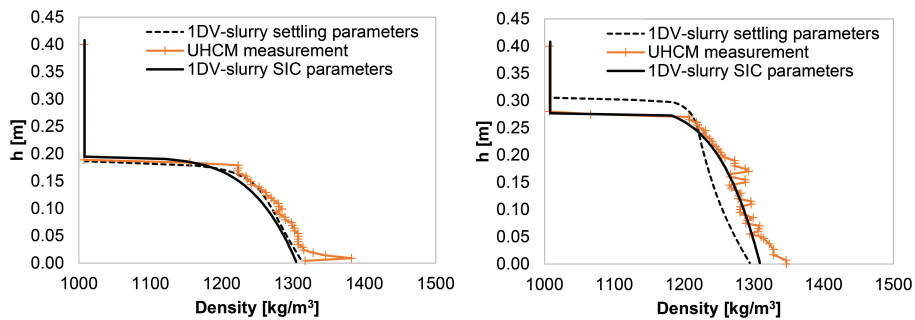 0.45
0.40
0.35
0.30
0.25
0.20
0.15
0.10
0.05
0.00
h [m]
1DV-slurry settling parameters
UHCM measurement
1DV-slurry SIC parameters
1000 1100 1200 1300 1400 1500
Density [kg/m³]
0.45
0.40
0.35
0.30
0.25
0.20
0.15
0.10
0.05
0.00
h [m]
1DV-slurry settling parameters
UHCM measurement
1DV-slurry SIC parameters
1000 1100 1200 1300 1400 1500
Density [kg/m³]